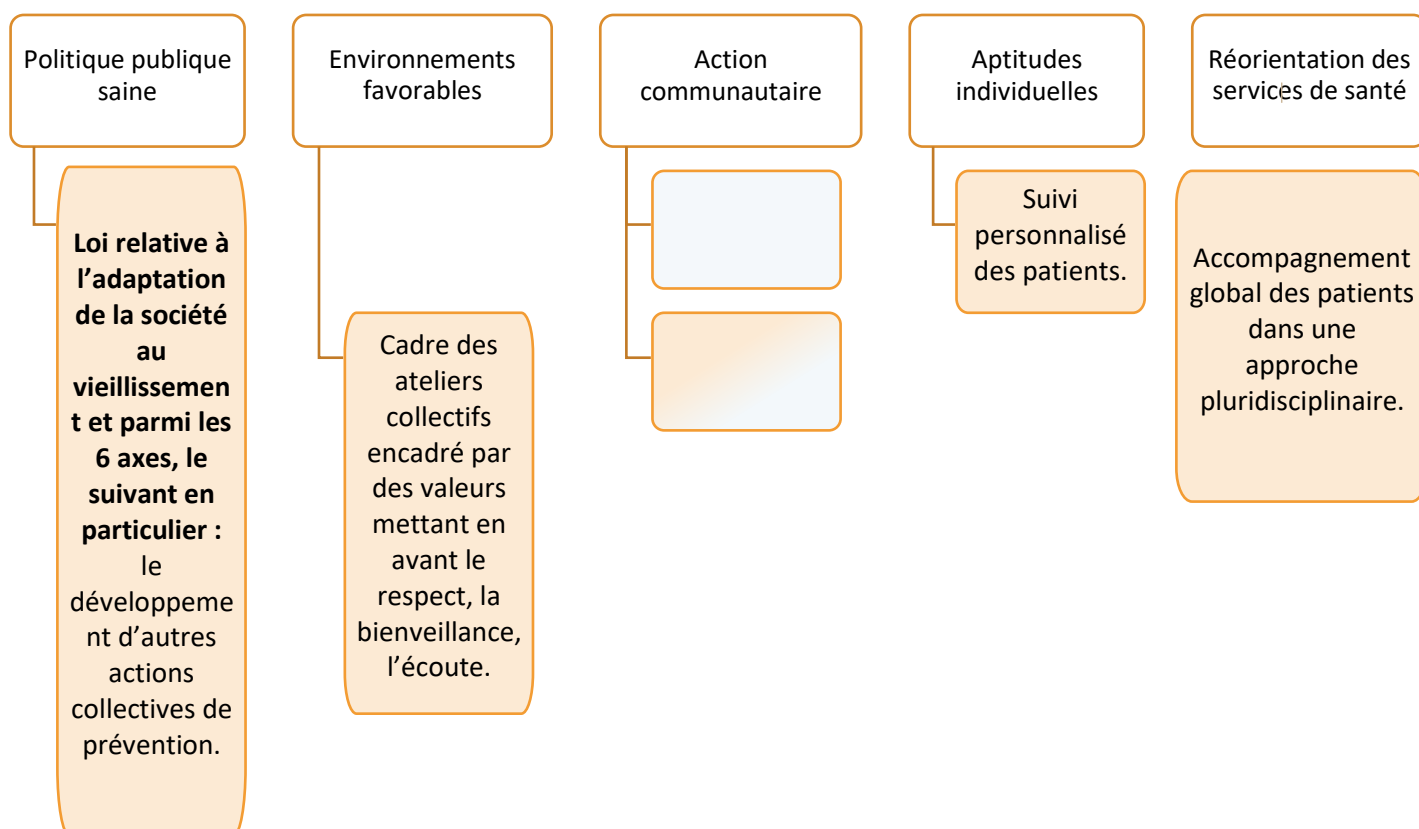 Politique publique
saine
Environnements
favorables
Action
communautaire
Aptitudes
individuelles
Réorientation des
services de santé
Loi relative à
l’adaptation
de la société
au
vieillissemen
t et parmi les
6 axes, le
suivant en
particulier :
le
développeme
nt d’autres
actions
collectives de
prévention.
Cadre des
ateliers
collectifs
encadré par
des valeurs
mettant en
avant le
respect, la
bienveillance,
l’écoute.
Suivi
personnalisé
des patients.
Accompagnement
global des patients
dans une
approche
pluridisciplinaire.